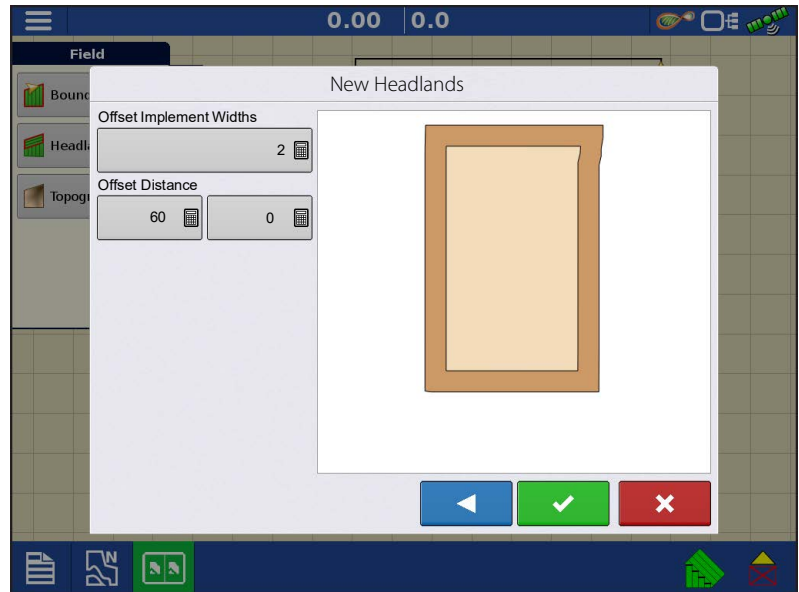 0.00 0.0
Field
New Headlands
Bound
Offset Implement Widths
2
Headl
Offset Distance
Topogr
60 0
N